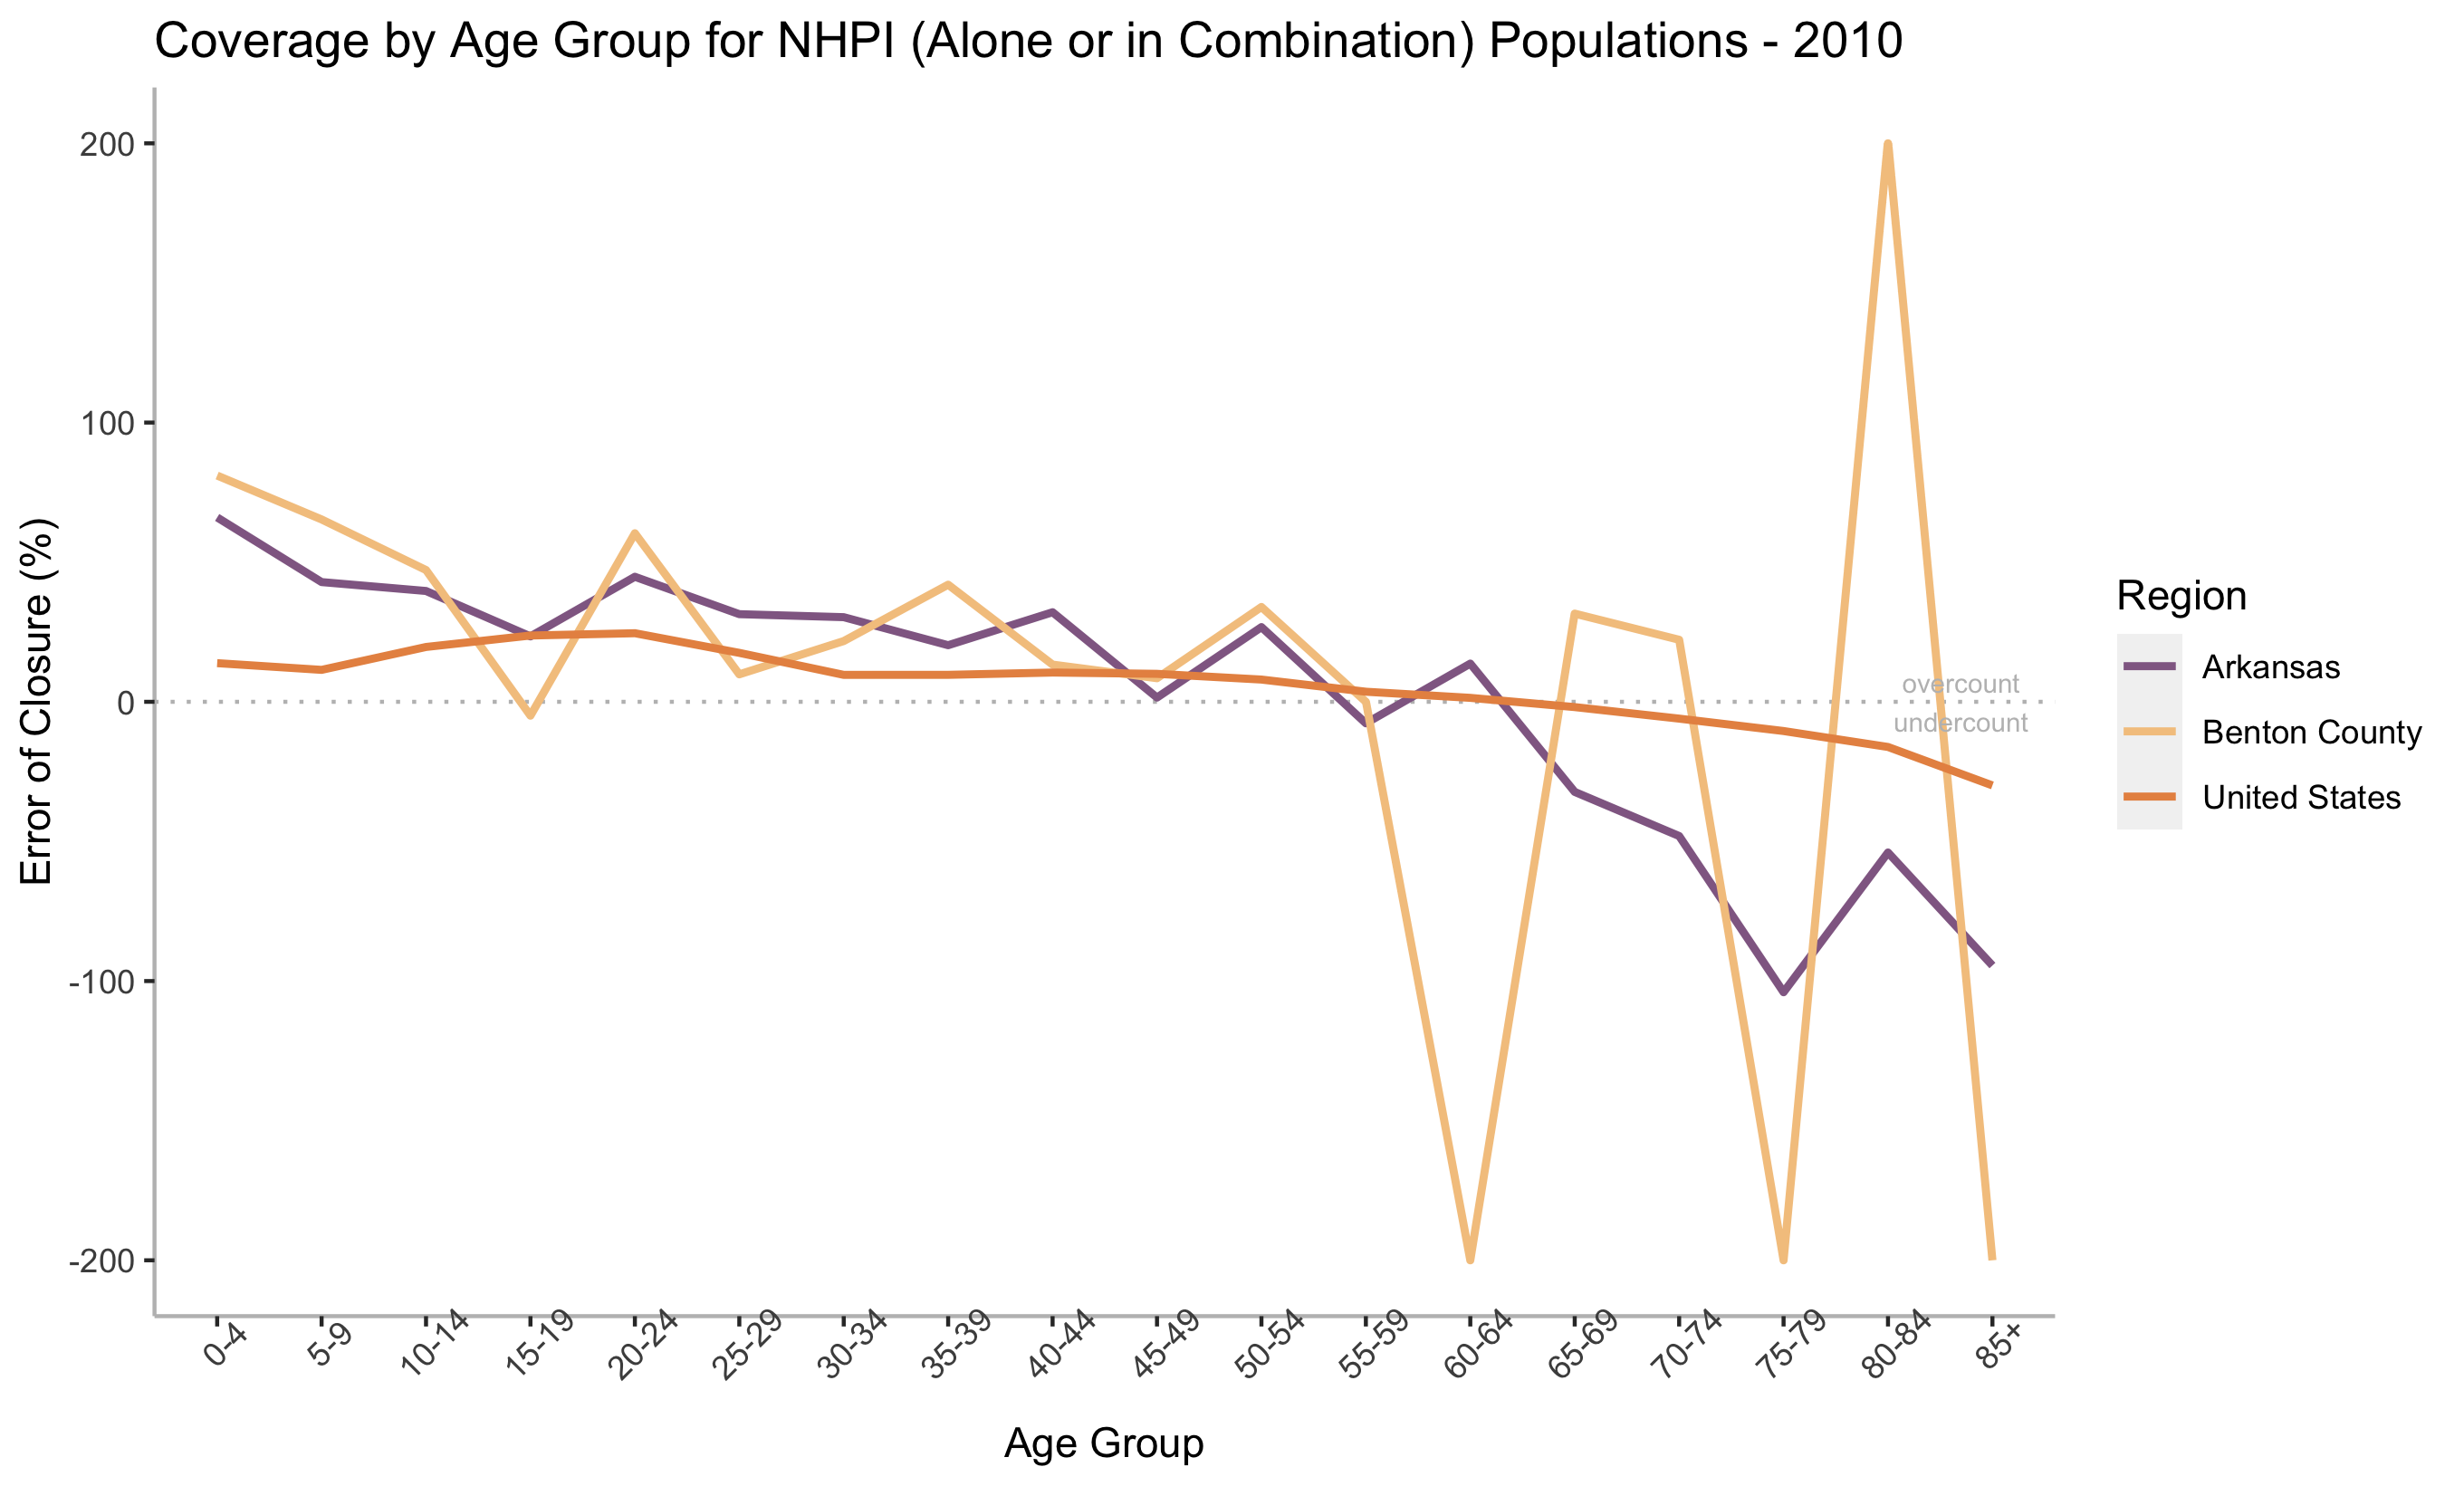 Coverage by Age Group for NHPI (Alone or in Combination) Populations - 2010
Error of Closure (%)
200
100
0
-100
-200
overcount
undercount
0-4
5-9
10-14
15-19
20-24
25-29
30-34
35-39
40-44
45-49
50-54
55-59
60-64
65-69
70-74
75-79
80-84
85+
Age Group
Region
Arkansas
Benton County
United States